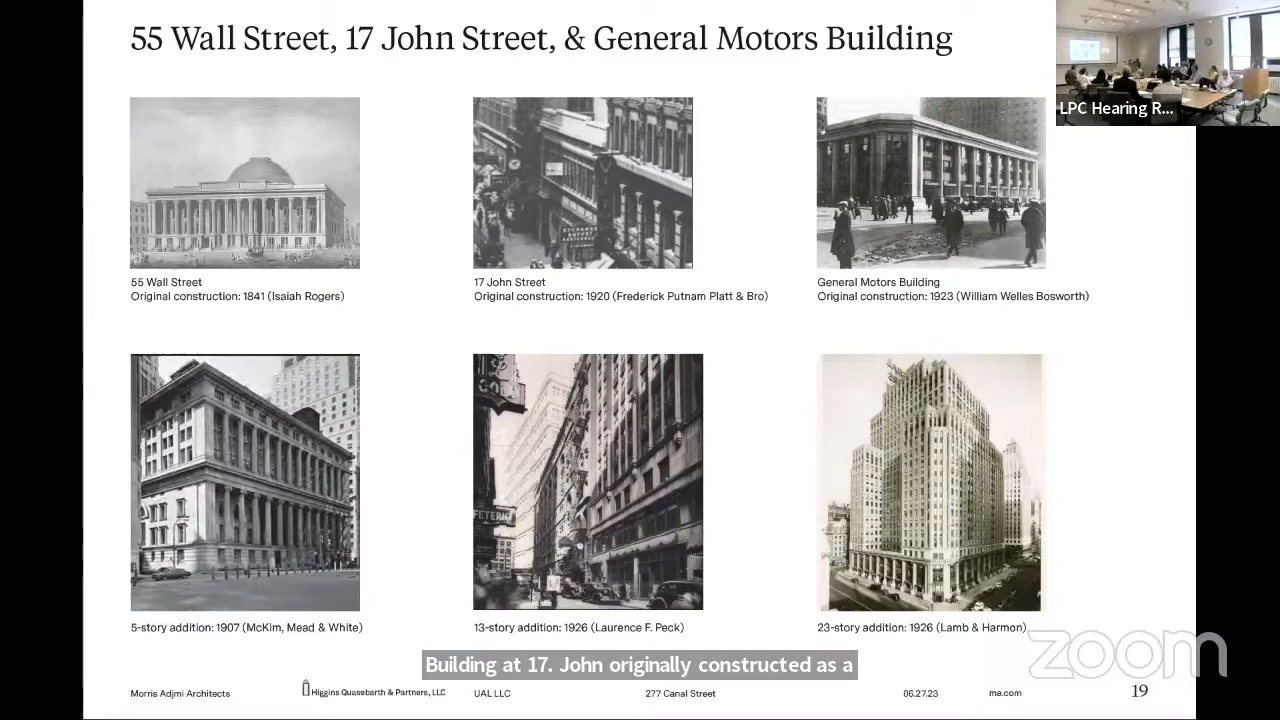 55 Wall Street, 17 John Street, & General Motors Building
LPC Hearing R...
55 Wall Street
Original construction: 1841 (Isaiah Rogers)
17 John Street
Original construction: 1920 (Frederick Putnam Platt & Bro)
General Motors Building
Original construction: 1923 (William Welles Bosworth)
5-story addition: 1907 (McKim, Mead & White)
13-story addition: 1926 (Laurence F. Peck)
23-story addition: 1926 (Lamb & Harmon)
Building at 17. John originally constructed as a
zoom
Morris Adjmi Architects
Higgins Quasebarth & Partners, LLC
UAL LLC
277 Canal Street
06.27.23
ma.com
19